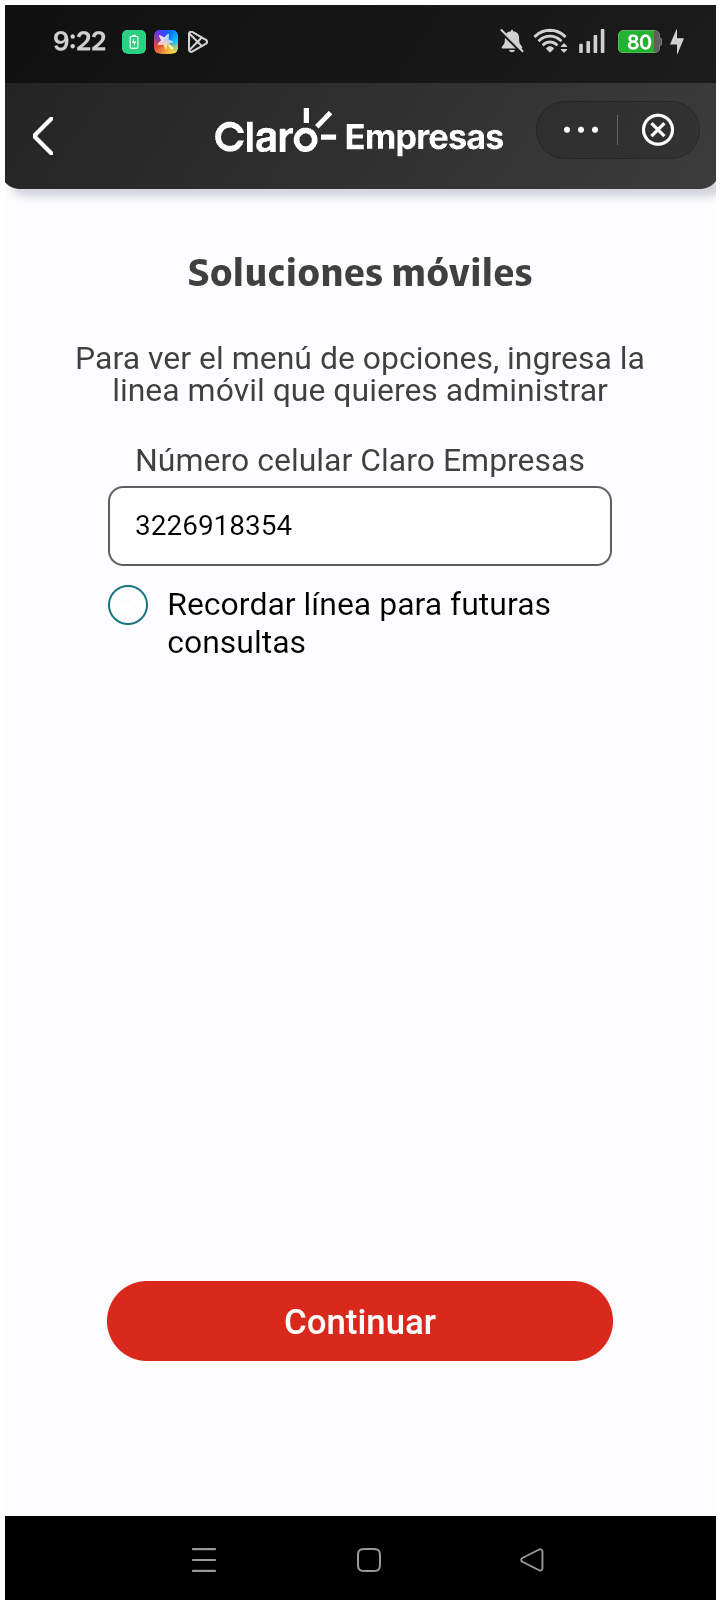 9:22
80
Claro Empresas
Soluciones móviles
Para ver el menú de opciones, ingresa la
linea móvil que quieres administrar
Número celular Claro Empresas
3226918354
Recordar línea para futuras
consultas
Continuar